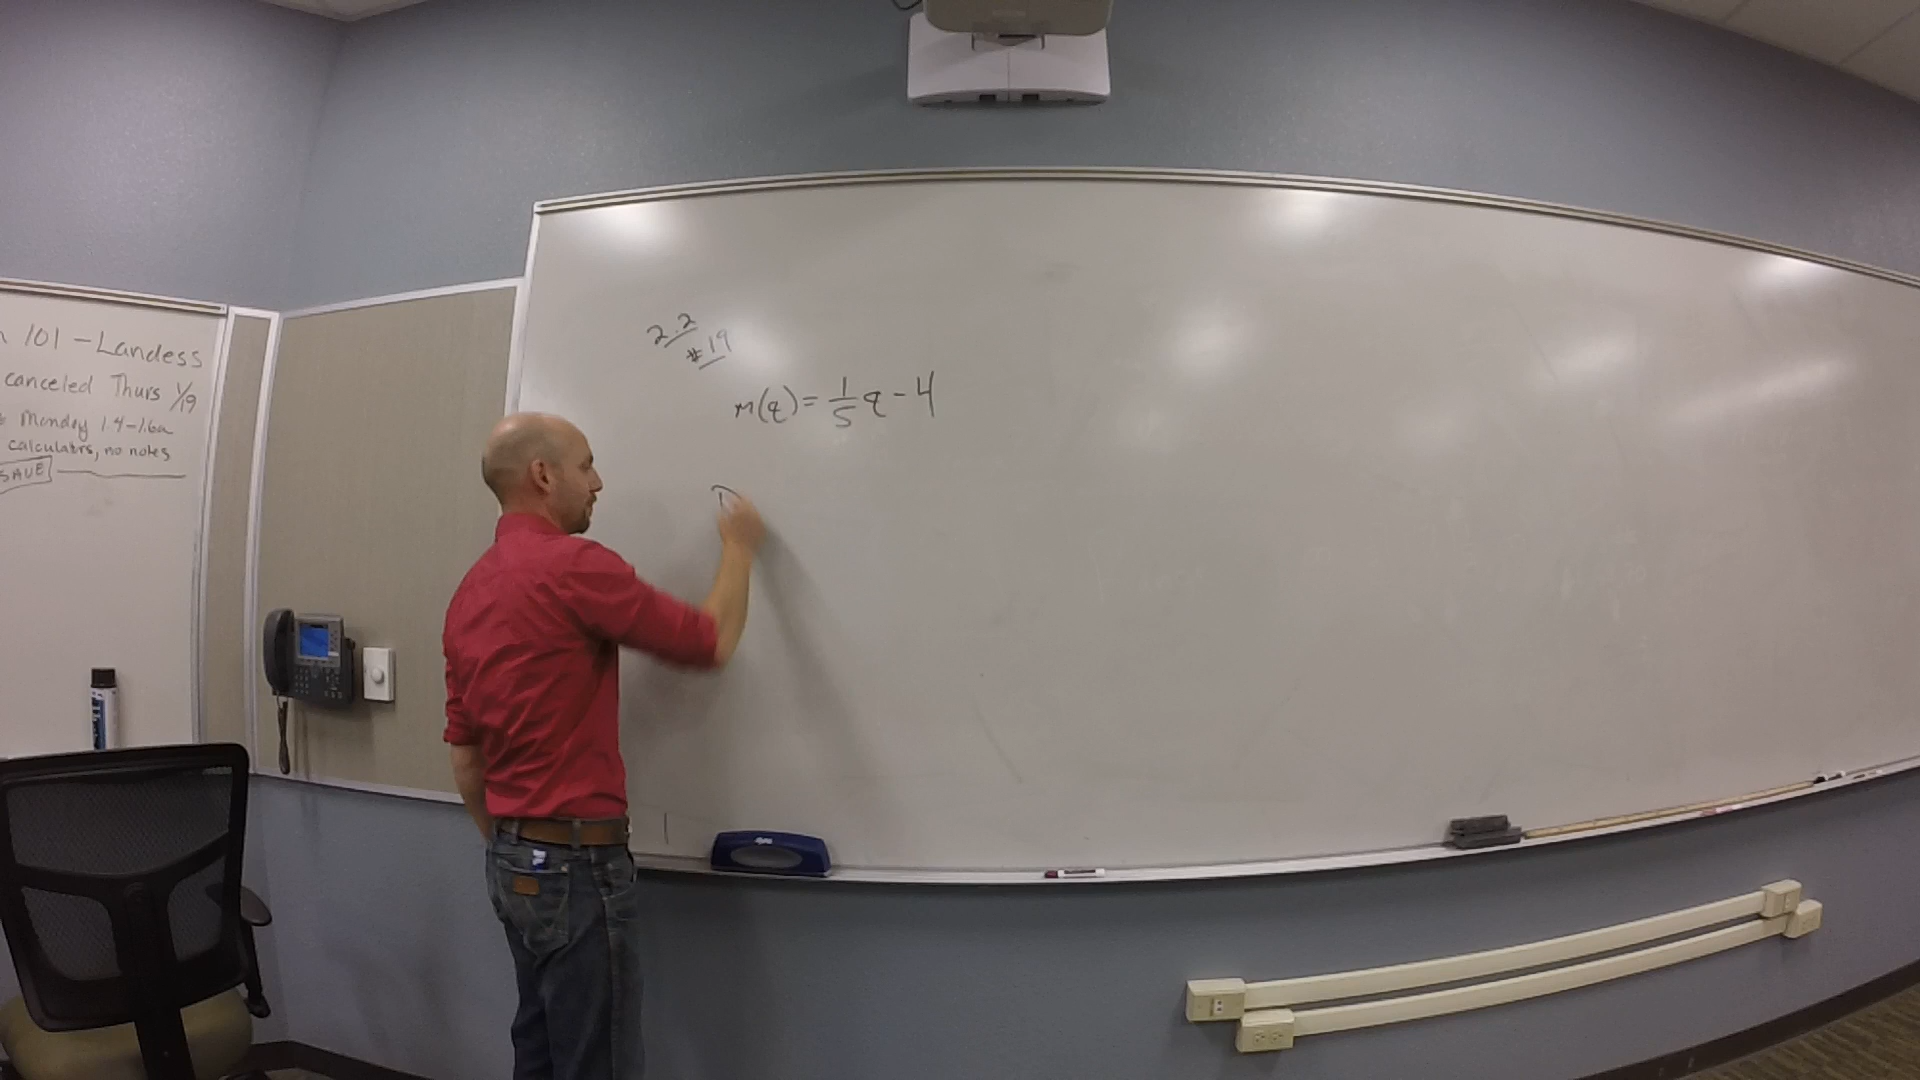 101 - Landess
canceled Thurs 1/19
Monday 1.4-1.6a
calculators, no notes
SAVE
2.2
#19
m(q) = 1/5 q - 4